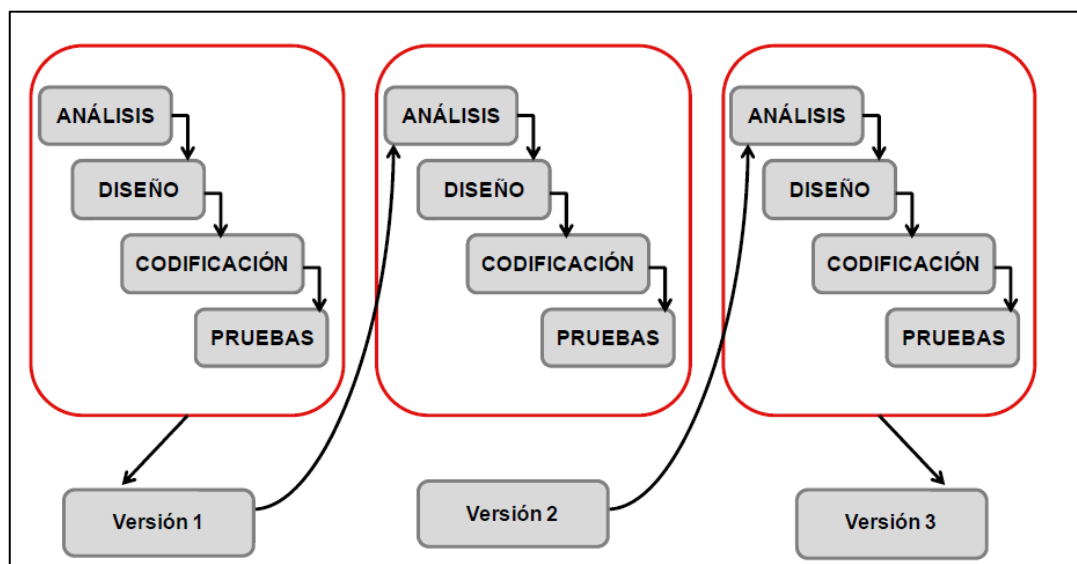 ANÁLISIS
DISEÑO
CODIFICACIÓN
PRUEBAS
Versión 1
ANÁLISIS
DISEÑO
CODIFICACIÓN
PRUEBAS
Versión 2
ANÁLISIS
DISEÑO
CODIFICACIÓN
PRUEBAS
Versión 3